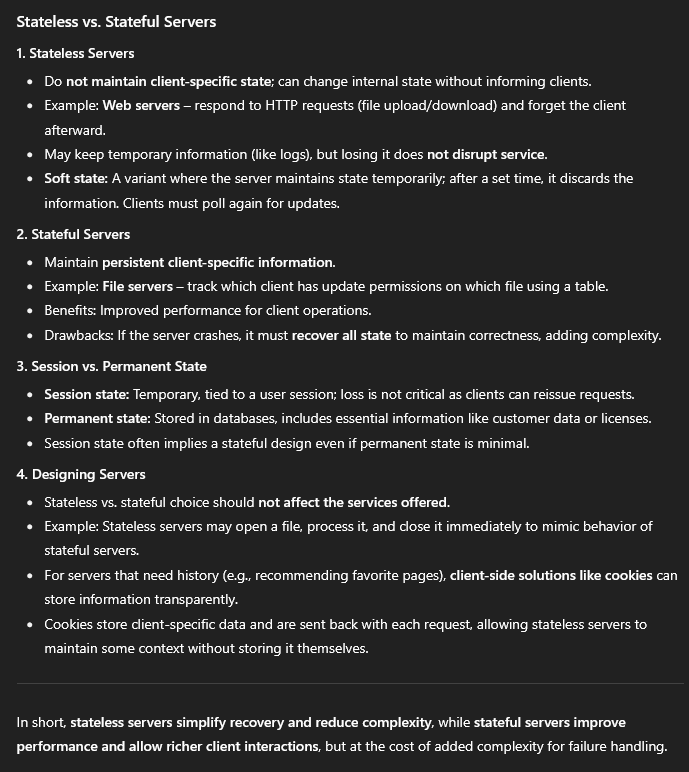 Stateless vs. Stateful Servers
1. Stateless Servers
• Do not maintain client-specific state; can change internal state without informing clients.
• Example: Web servers – respond to HTTP requests (file upload/download) and forget the client
afterward.
• May keep temporary information (like logs), but losing it does not disrupt service.
• Soft state: A variant where the server maintains state temporarily; after a set time, it discards the
information. Clients must poll again for updates.
2. Stateful Servers
• Maintain persistent client-specific information.
• Example: File servers – track which client has update permissions on which file using a table.
• Benefits: Improved performance for client operations.
• Drawbacks: If the server crashes, it must recover all state to maintain correctness, adding complexity.
3. Session vs. Permanent State
• Session state: Temporary, tied to a user session; loss is not critical as clients can reissue requests.
• Permanent state: Stored in databases, includes essential information like customer data or licenses.
• Session state often implies a stateful design even if permanent state is minimal.
4. Designing Servers
• Stateless vs. stateful choice should not affect the services offered.
• Example: Stateless servers may open a file, process it, and close it immediately to mimic behavior of
stateful servers.
• For servers that need history (e.g., recommending favorite pages), client-side solutions like cookies can
store information transparently.
• Cookies store client-specific data and are sent back with each request, allowing stateless servers to
maintain some context without storing it themselves.
In short, stateless servers simplify recovery and reduce complexity, while stateful servers improve
performance and allow richer client interactions, but at the cost of added complexity for failure handling.